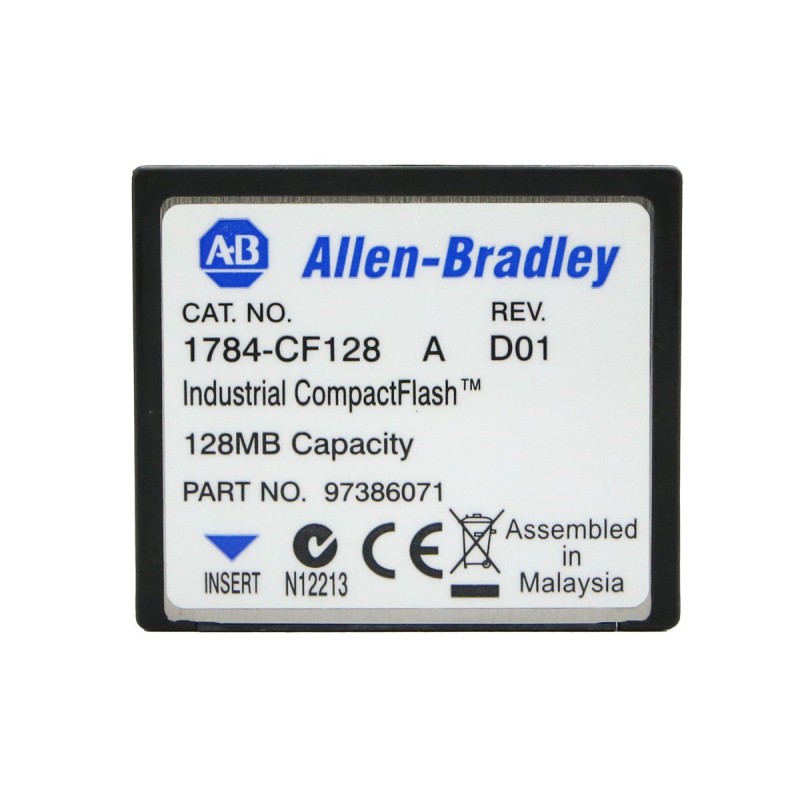 A-B Allen-Bradley
CAT. NO. REV.
1784-CF128 A D01
Industrial CompactFlash™
128MB Capacity
PART NO. 97386071
INSERT N12213 CE Assembled
in
Malaysia